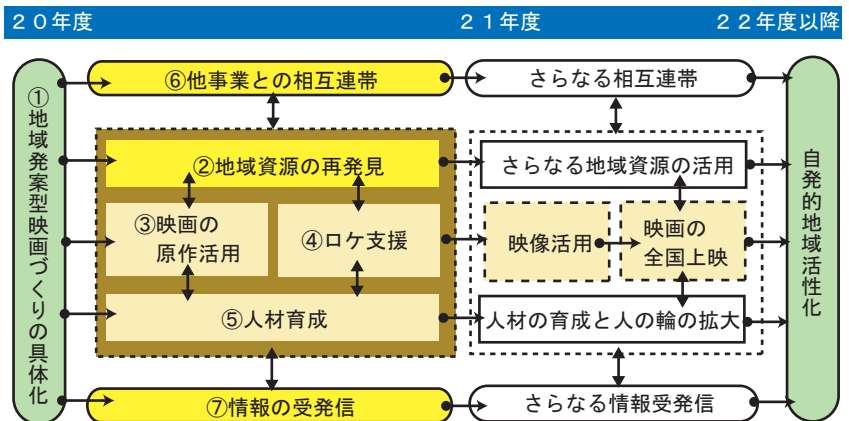 ２０年度
２１年度
２２年度以降
①地域発案型映画づくりの具体化
⑥他事業との相互連帯
さらなる相互連帯
②地域資源の再発見
さらなる地域資源の活用
③映画の
原作活用
④ロケ支援
映像活用
映画の
全国上映
⑤人材育成
人材の育成と人の輪の拡大
⑦情報の受発信
さらなる情報受発信
自発的地域活性化